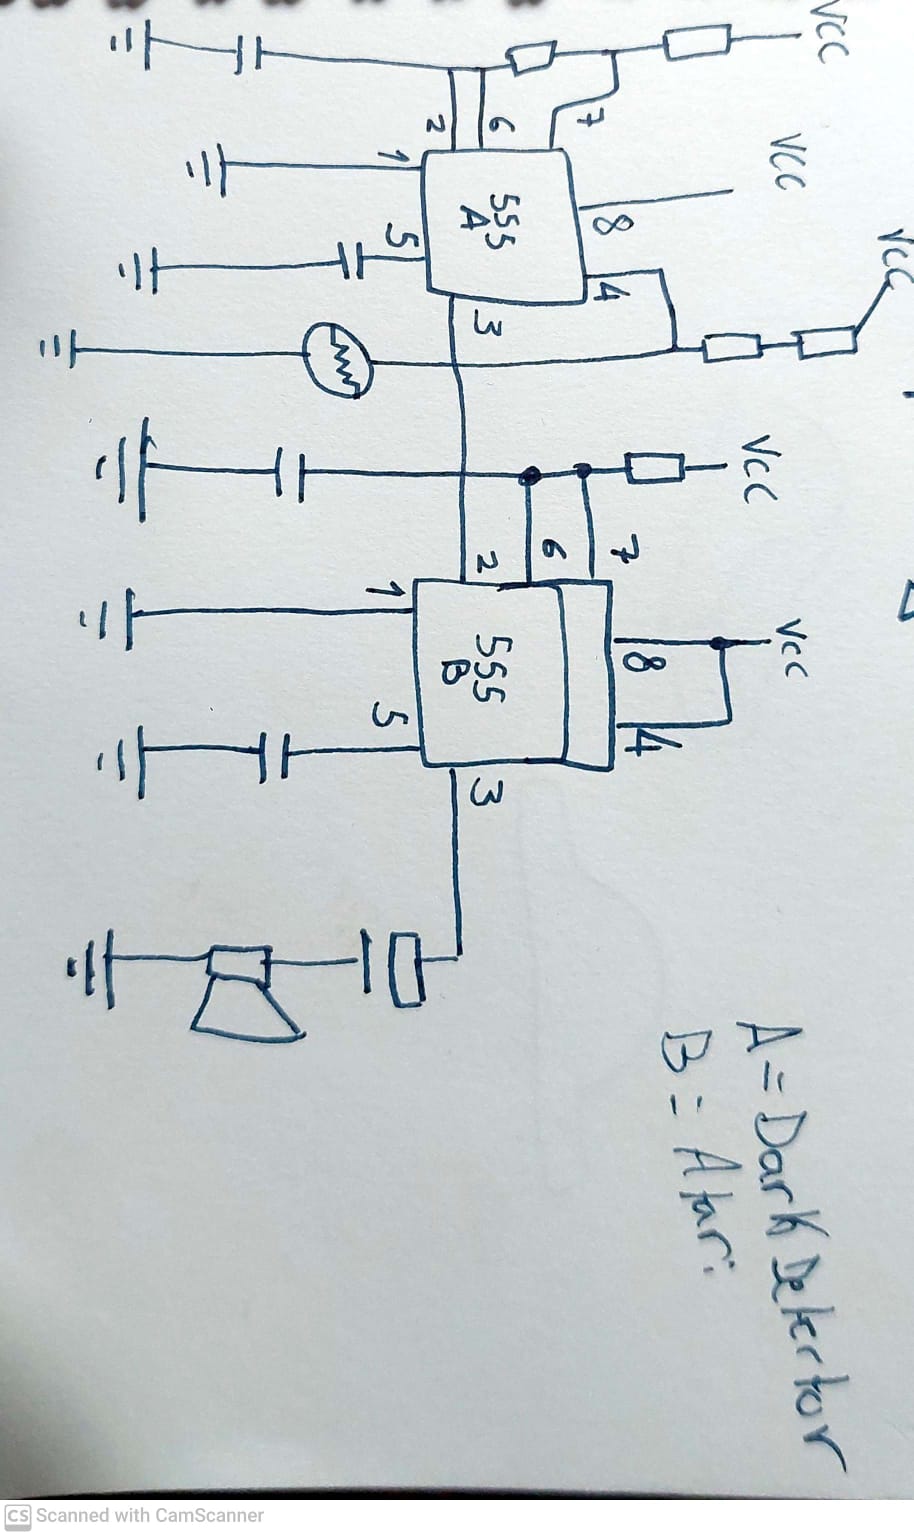 VCC
VCC
VCC
VCC
VCC
A = Dark Detector
B = Atari
8
4
7
6
2
555
A
3
1
5
8
4
7
6
2
555
B
3
1
5
CS Scanned with CamScanner